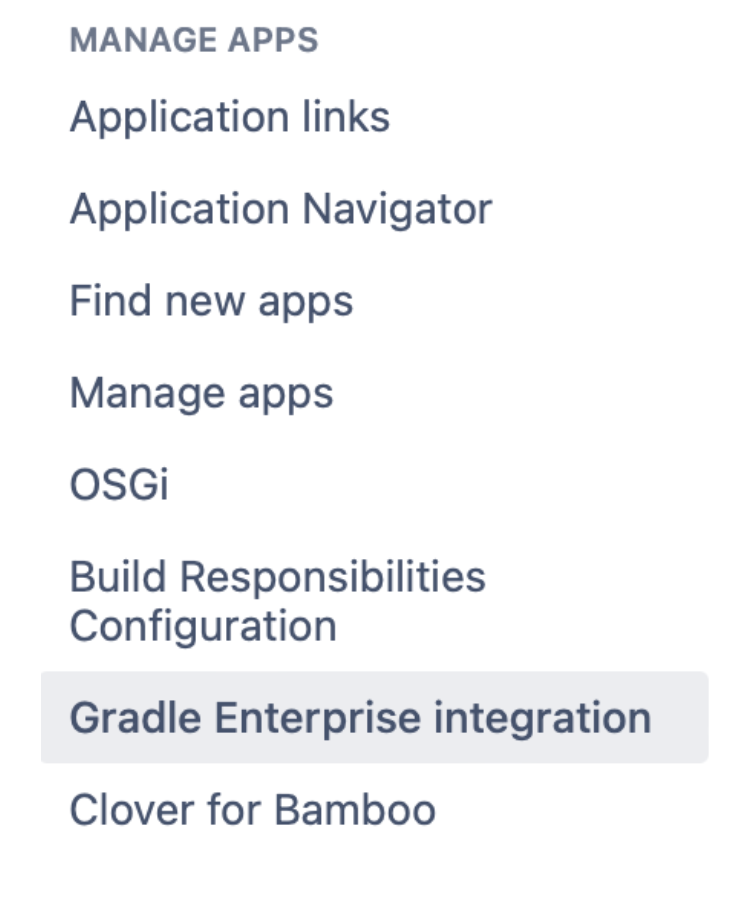 MANAGE APPS
Application links
Application Navigator
Find new apps
Manage apps
OSGi
Build Responsibilities
Configuration
Gradle Enterprise integration
Clover for Bamboo